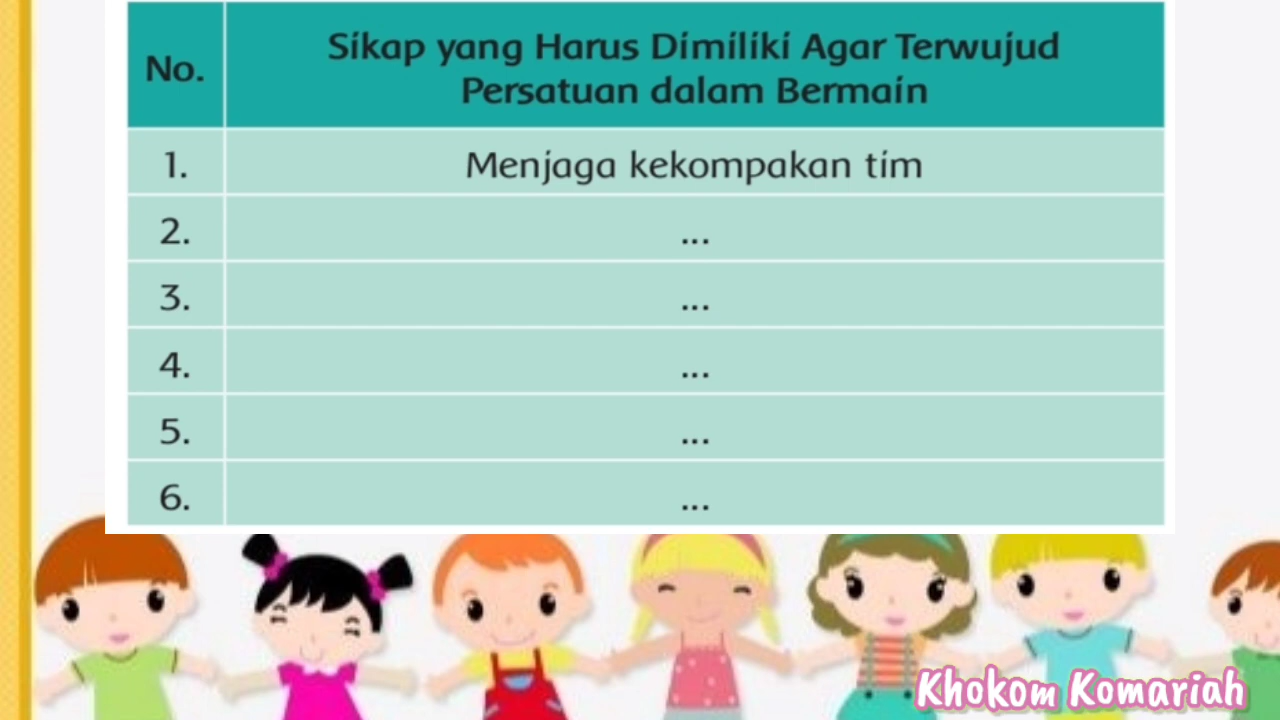 No.
Sikap yang Harus Dimiliki Agar Terwujud
Persatuan dalam Bermain
1. Menjaga kekompakan tim
2. ...
3. ...
4. ...
5. ...
6. ...
Khokom Komariah